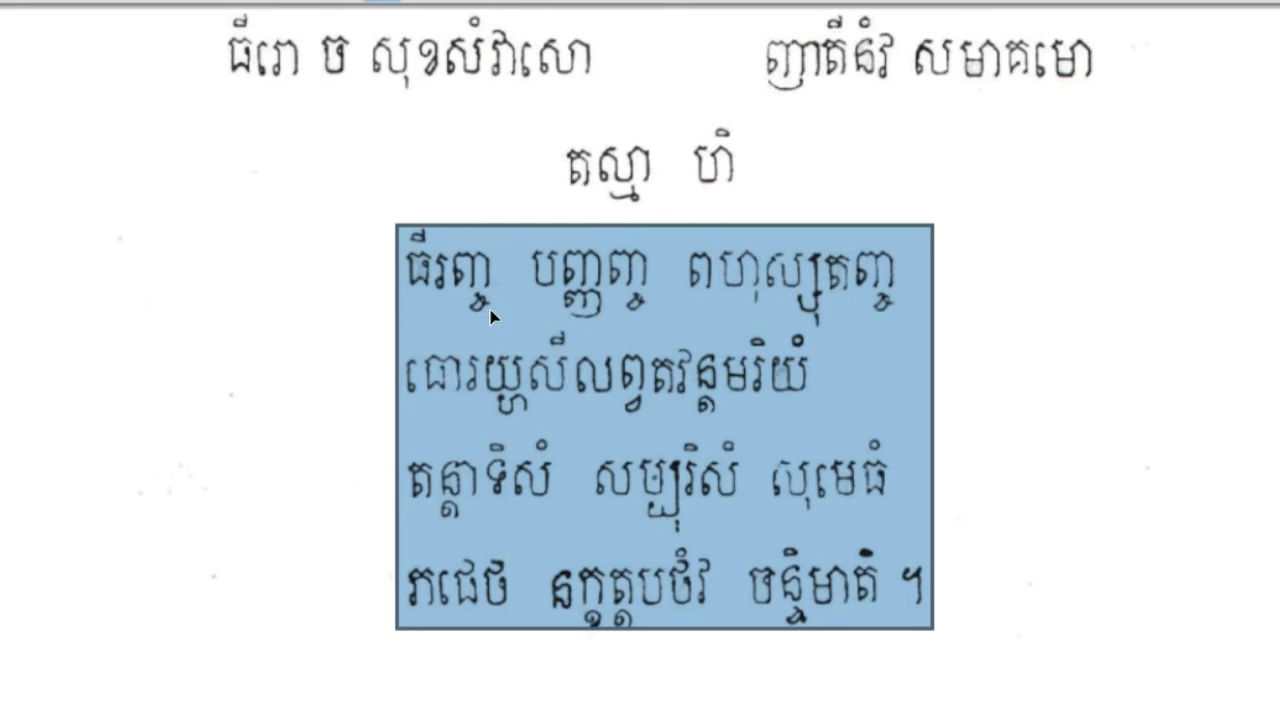 ធីរោ ច សុខសំវាសោ ញាតីនំវ សមាគមោ
តស្មា ហិ
ធីរញ្ច បញ្ញញ្ច ពហុស្សុតញ្ច
ធោរយ្ហសីលព្វតវន្តមរិយំ
តន្តាទិសំ សប្បុរិសំ សុមេធំ
ភជេថ នក្ខត្តបថំវ ចន្ទិមាតិ ។